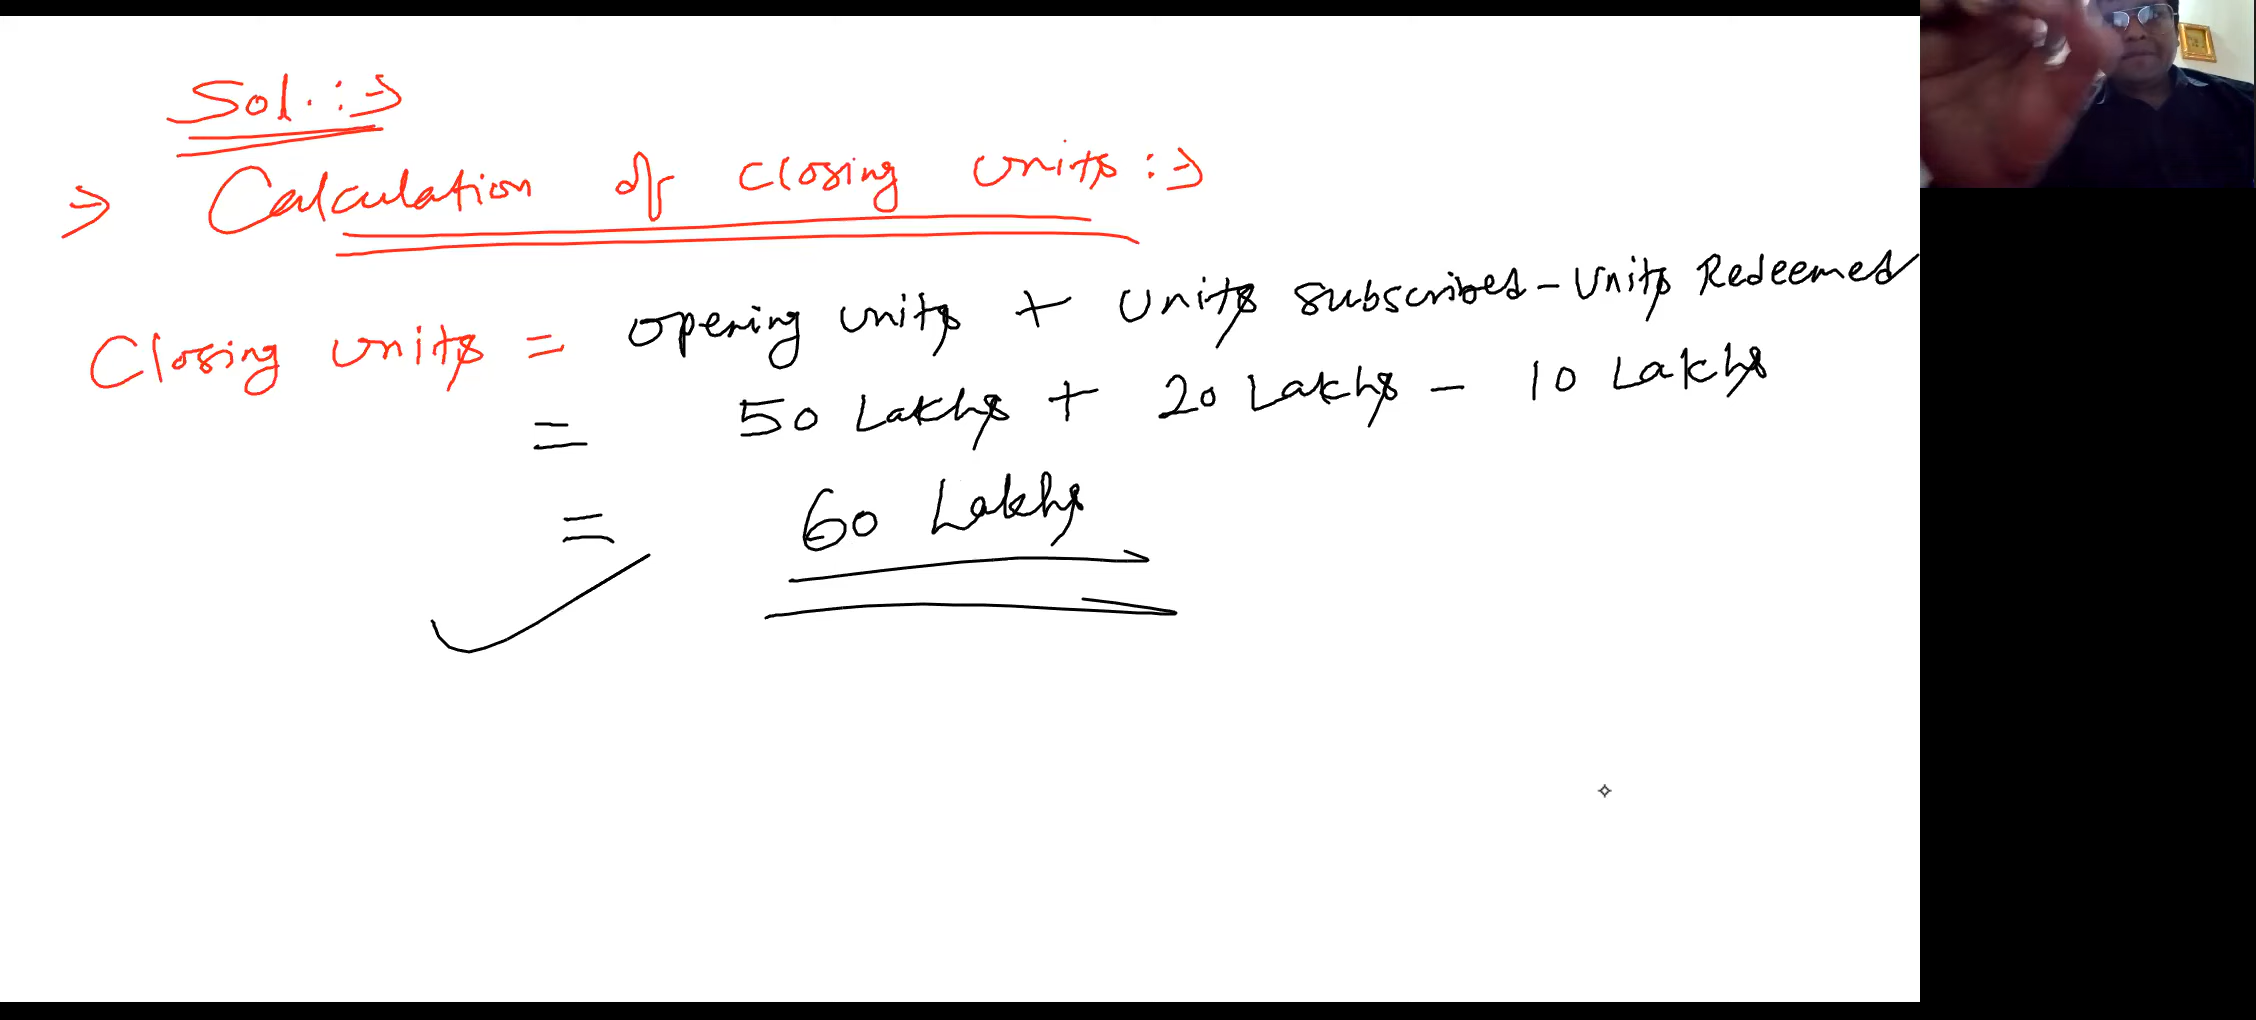 Sol. :⇒
⇒ Calculation of closing units :⇒
Closing units = opening units + units subscribed - Units Redeemed
= 50 Lakhs + 20 Lakhs - 10 Lakhs
= 60 Lakhs